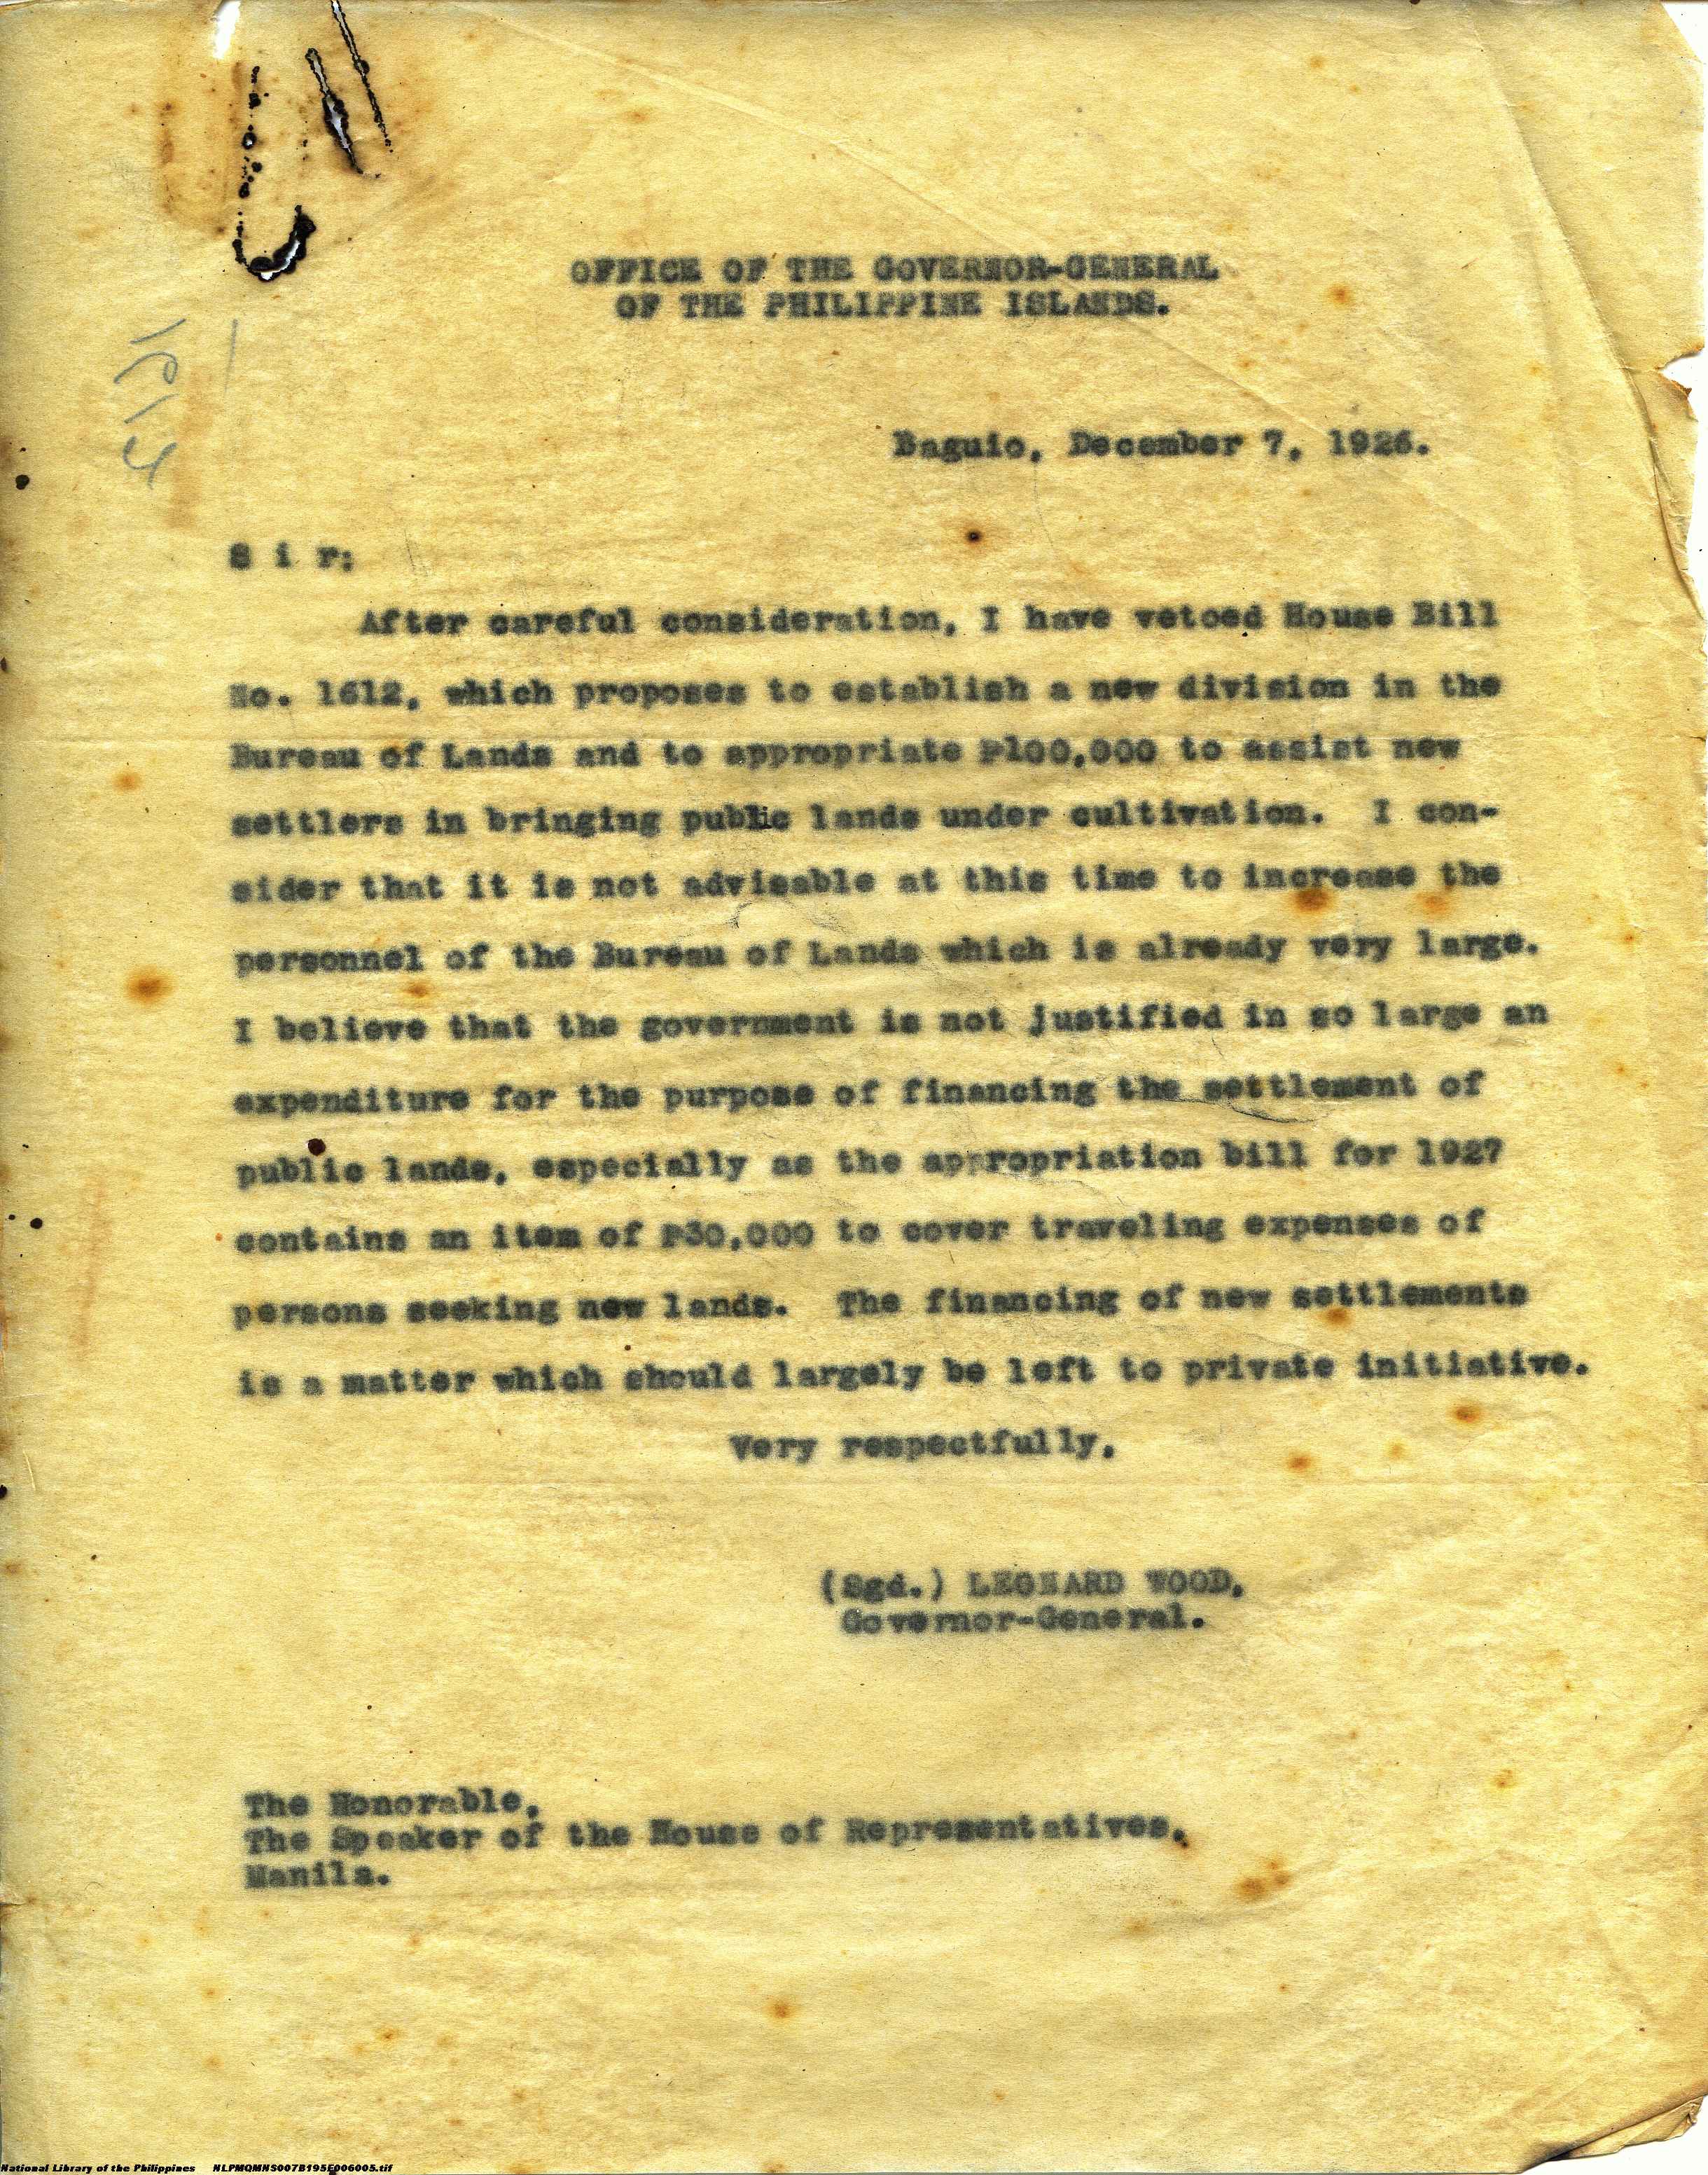 OFFICE OF THE GOVERNOR-GENERAL
OF THE PHILIPPINE ISLANDS.
Baguio, December 7, 1926.
S i r:
After careful consideration, I have vetoed House Bill
No. 1612, which proposes to establish a new division in the
Bureau of Lands and to appropriate ₱100,000 to assist new
settlers in bringing public lands under cultivation. I con-
sider that it is not advisable at this time to increase the
personnel of the Bureau of Lands which is already very large.
I believe that the government is not justified in so large an
expenditure for the purpose of financing the settlement of
public lands, especially as the appropriation bill for 1927
contains an item of ₱30,000 to cover traveling expenses of
persons seeking new lands. The financing of new settlements
is a matter which should largely be left to private initiative.
Very respectfully,
(Sgd.) LEONARD WOOD,
Governor-General.
The Honorable,
The Speaker of the House of Representatives,
Manila.
National Library of the Philippines NLPMQMNS007B195F006005.tif